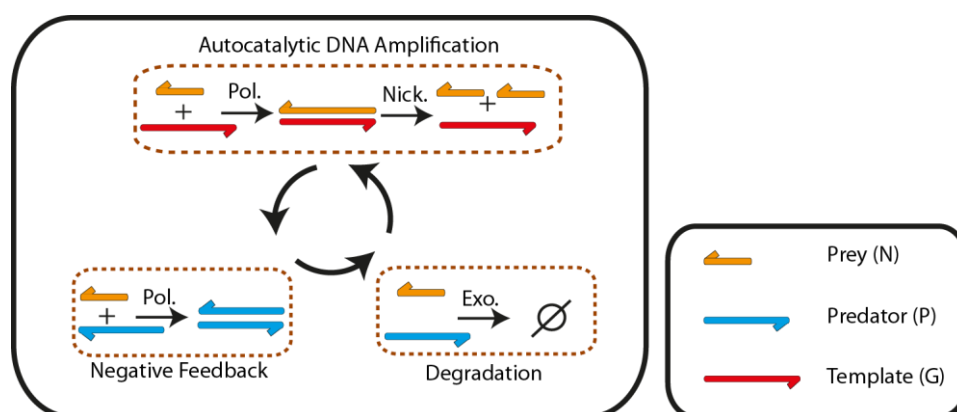 Autocatalytic DNA Amplification
Pol.
Nick.
+
+
+
Pol.
+
Exo.
Negative Feedback
Degradation
Prey (N)
Predator (P)
Template (G)